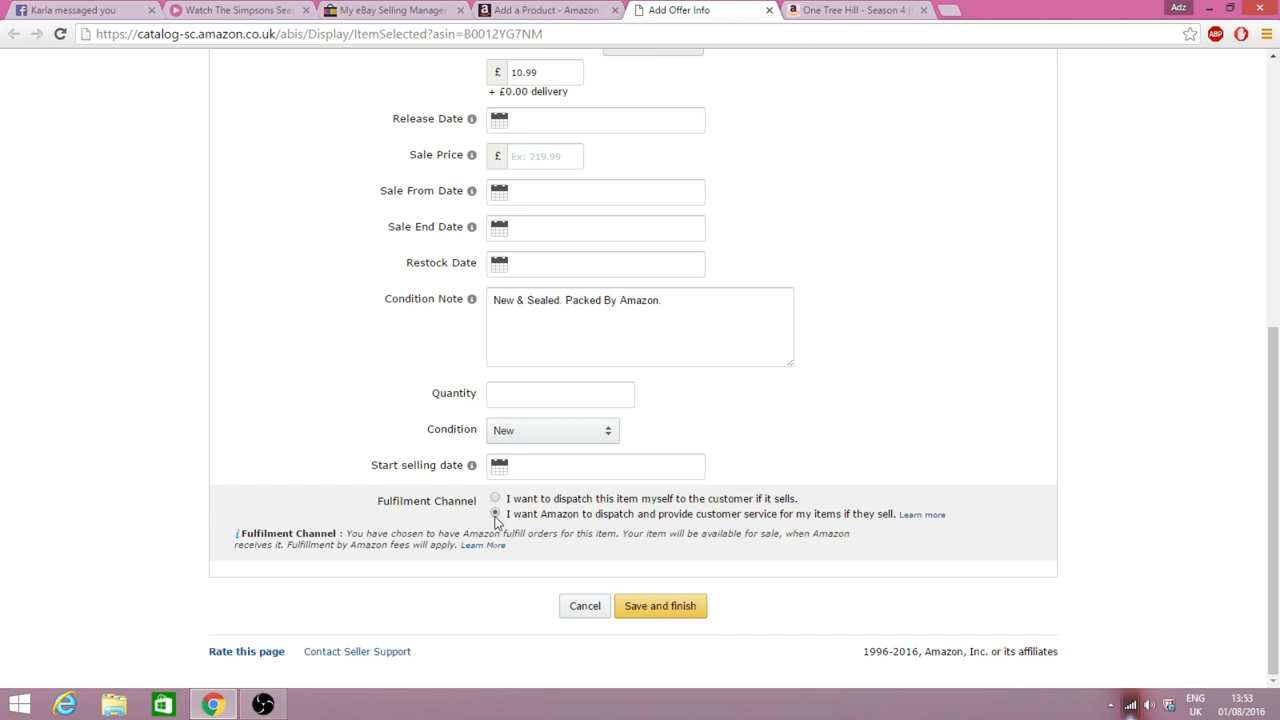 Karla messaged you
Watch The Simpsons Seas
My eBay Selling Manager
Add a Product - Amazon
Add Offer Info
One Tree Hill - Season 4 [
Adz
https://catalog-sc.amazon.co.uk/abis/Display/ItemSelected?asin=B0012YG7NM
ABP
£ 10.99
+ £0.00 delivery
Release Date
Sale Price £ Ex: 219.99
Sale From Date
Sale End Date
Restock Date
Condition Note New & Sealed. Packed By Amazon.
Quantity
Condition New
Start selling date
Fulfilment Channel I want to dispatch this item myself to the customer if it sells.
I want Amazon to dispatch and provide customer service for my items if they sell. Learn more
Fulfilment Channel : You have chosen to have Amazon fulfill orders for this item. Your item will be available for sale, when Amazon
receives it. Fulfillment by Amazon fees will apply. Learn More
Cancel Save and finish
Rate this page Contact Seller Support 1996-2016, Amazon, Inc. or its affiliates
ENG 13:53
UK 01/08/2016